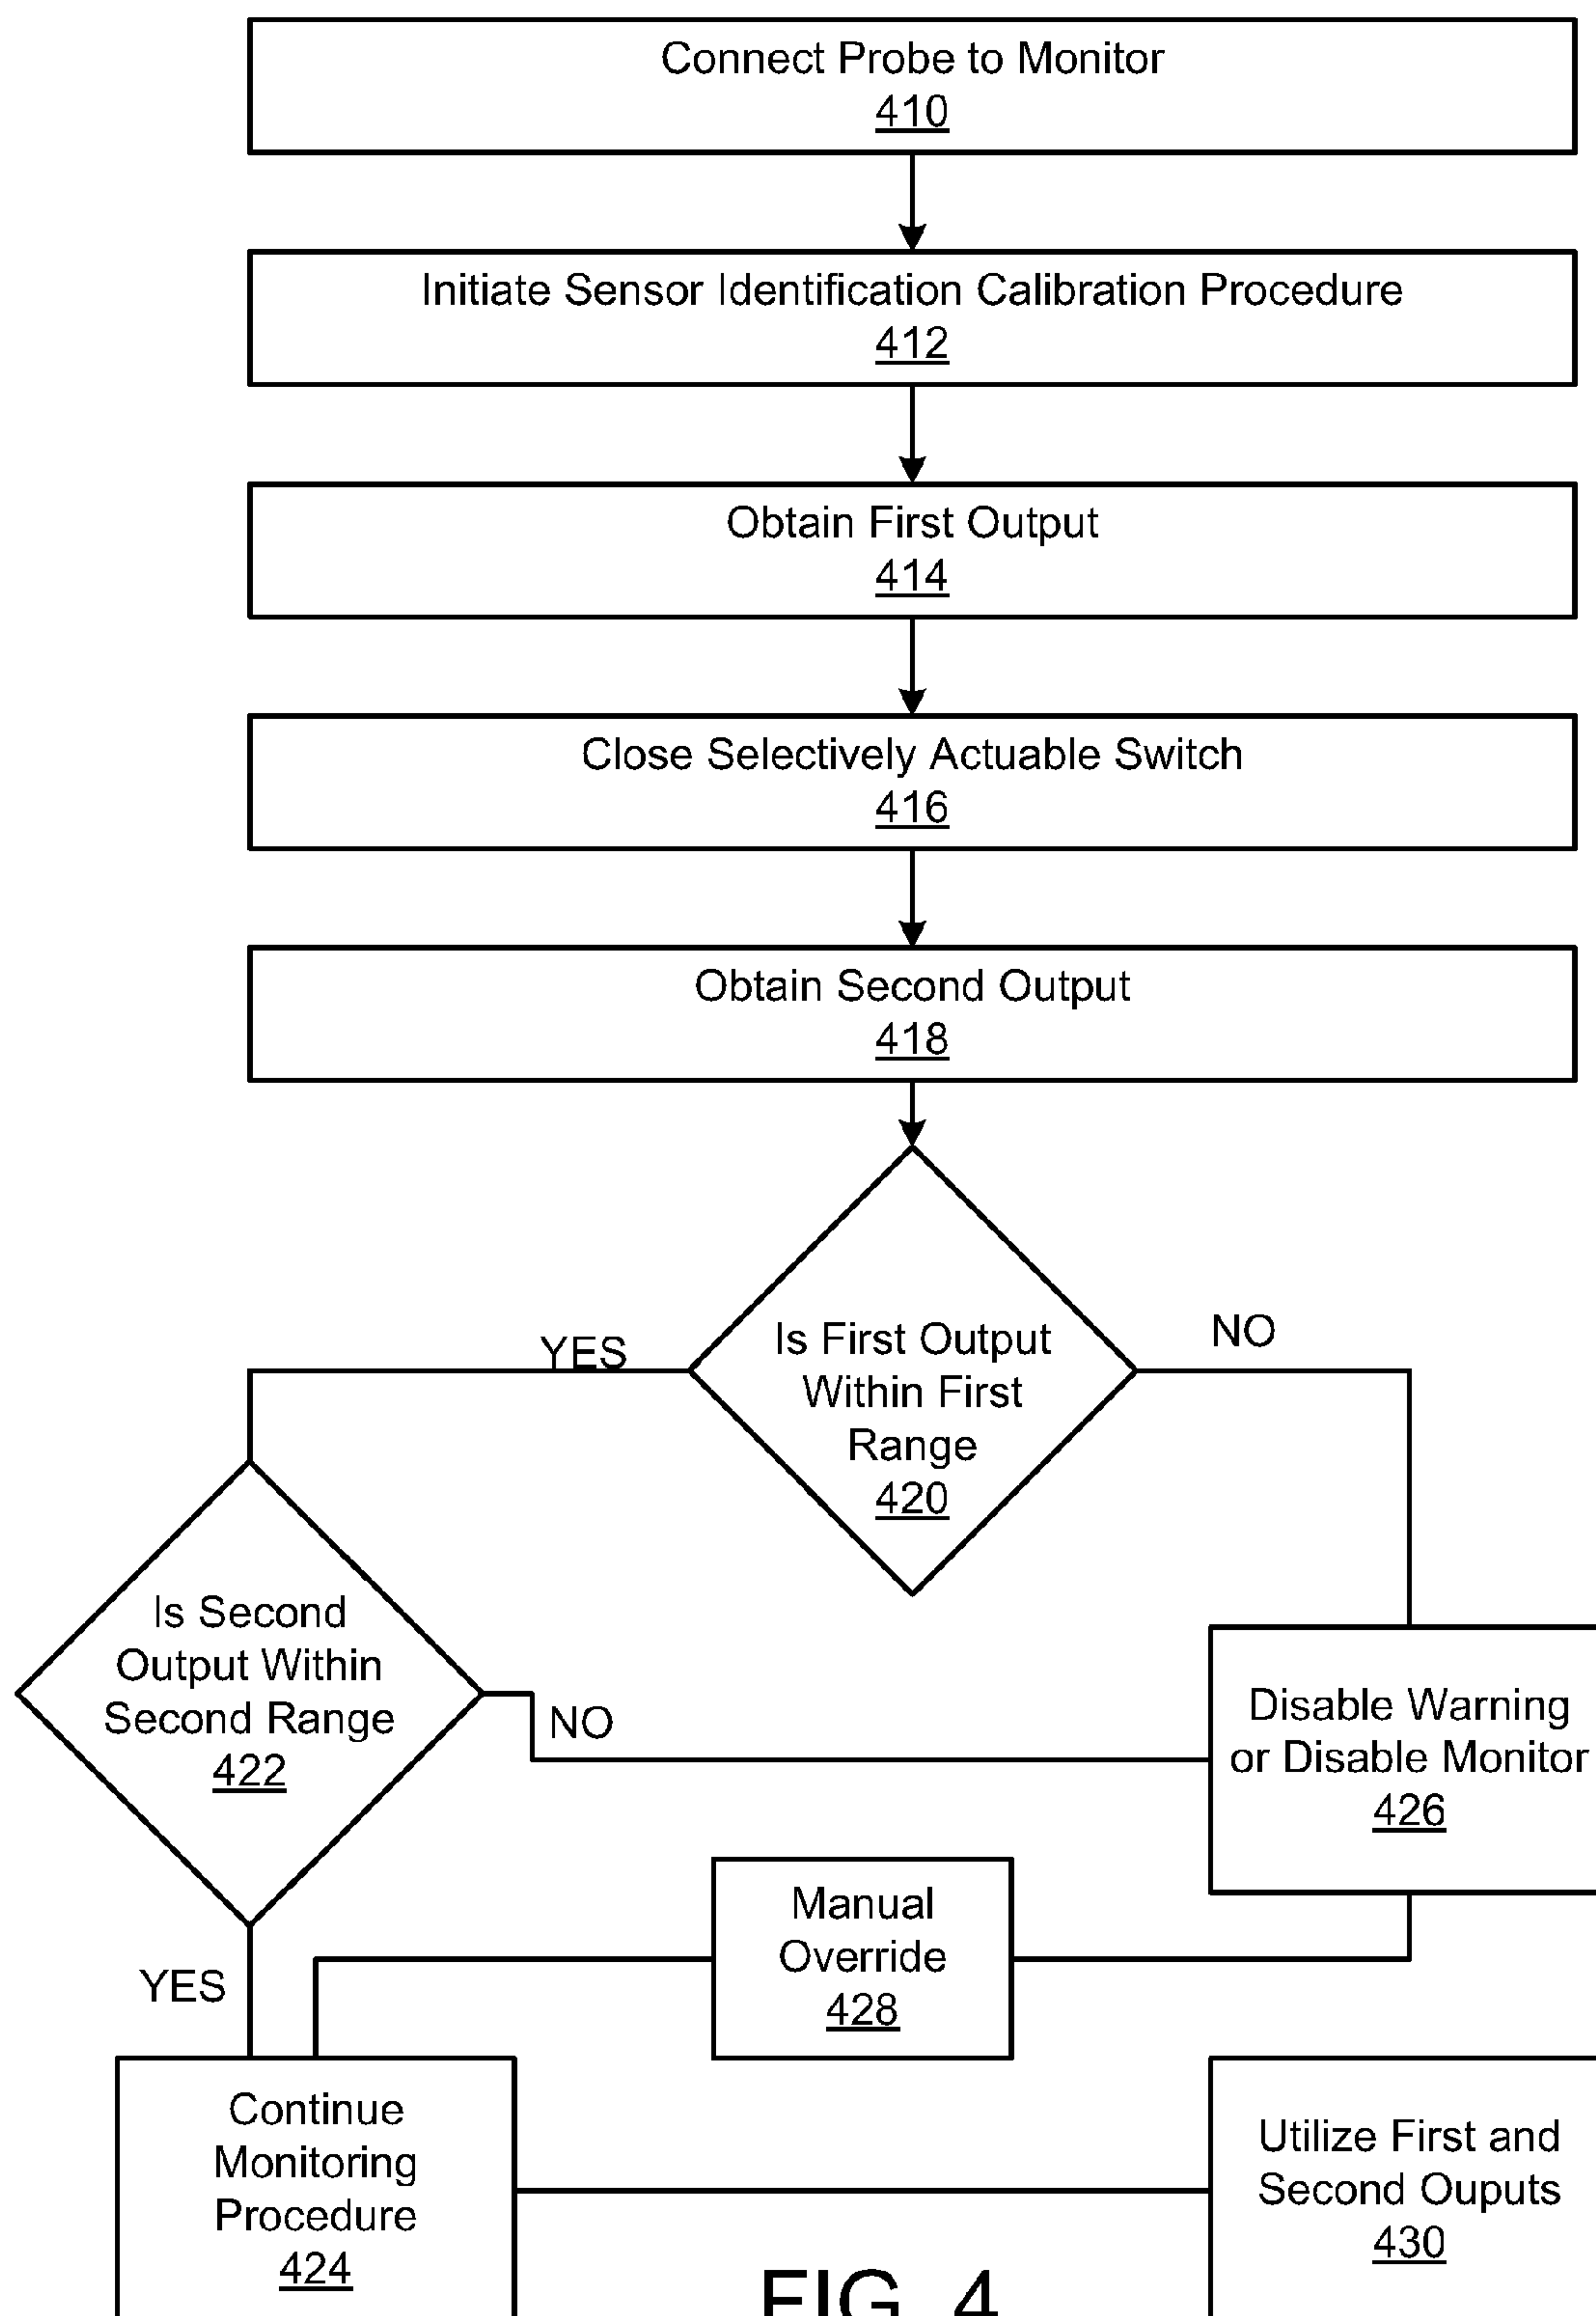 Connect Probe to Monitor
410
Initiate Sensor Identification Calibration Procedure
412
Obtain First Output
414
Close Selectively Actuable Switch
416
Obtain Second Output
418
YES
NO
Is First Output
Within First
Range
420
Is Second
Output Within
Second Range
422
NO
Disable Warning
or Disable Monitor
426
Manual
Override
428
YES
Continue
Monitoring
Procedure
424
Utilize First and
Second Ouputs
430
FIG. 4